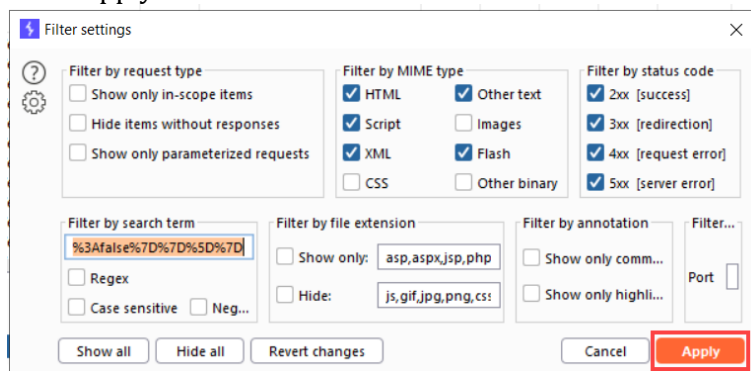 Filter settings
Filter by request type
Show only in-scope items
Hide items without responses
Show only parameterized requests
Filter by MIME type
HTML
Other text
Script
Images
XML
Flash
CSS
Other binary
Filter by status code
2xx [success]
3xx [redirection]
4xx [request error]
5xx [server error]
Filter by search term
%3Afalse%7D%7D%5D%7D
Regex
Case sensitive
Neg...
Filter by file extension
Show only: asp,aspx,jsp,php
Hide: js,gif,jpg,png,css
Filter by annotation
Show only comm...
Show only highli...
Filter...
Port
Show all
Hide all
Revert changes
Cancel
Apply